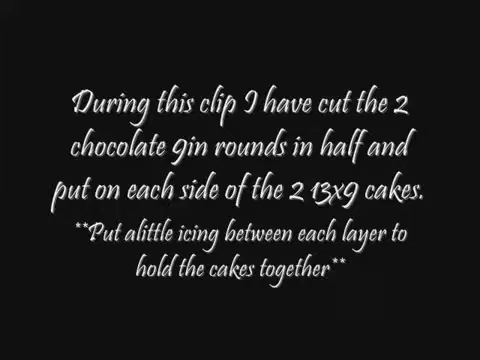 During this clip I have cut the 2
chocolate 9in rounds in half and
put on each side of the 2 13x9 cakes.
**Put alittle icing between each layer to
hold the cakes together**